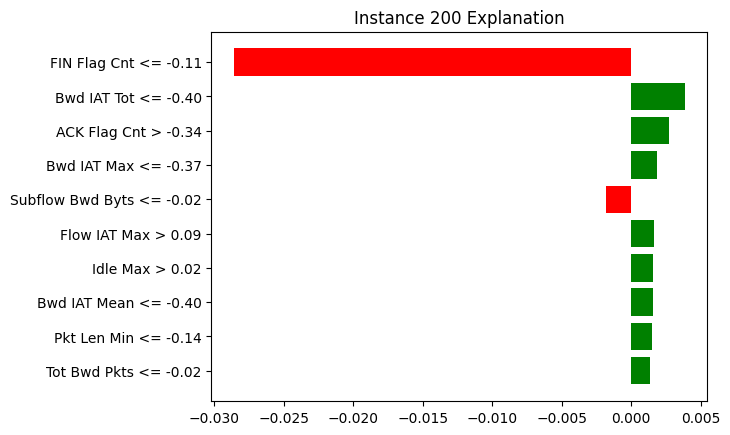 Instance 200 Explanation
FIN Flag Cnt <= -0.11
Bwd IAT Tot <= -0.40
ACK Flag Cnt > -0.34
Bwd IAT Max <= -0.37
Subflow Bwd Byts <= -0.02
Flow IAT Max > 0.09
Idle Max > 0.02
Bwd IAT Mean <= -0.40
Pkt Len Min <= -0.14
Tot Bwd Pkts <= -0.02
−0.030 −0.025 −0.020 −0.015 −0.010 −0.005 0.000 0.005